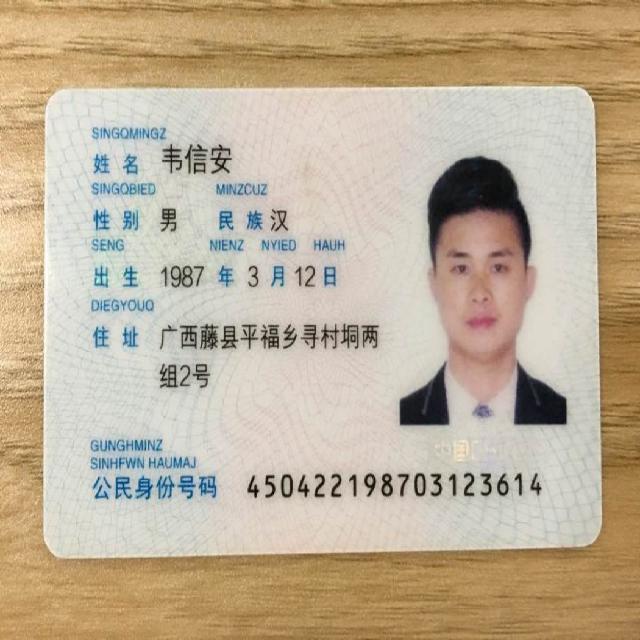 SINGQMINGZ
姓名 韦信安
SINGQBIED MINZCUZ
性别 男 民族 汉
SENG NIENZ NYIED HAUH
出生 1987 年 3 月 12 日
DIEGYOUQ
住址 广西藤县平福乡寻村垌两
组2号
GUNGHMINZ
SINHFWN HAUMAJ
公民身份号码 450422198703123614